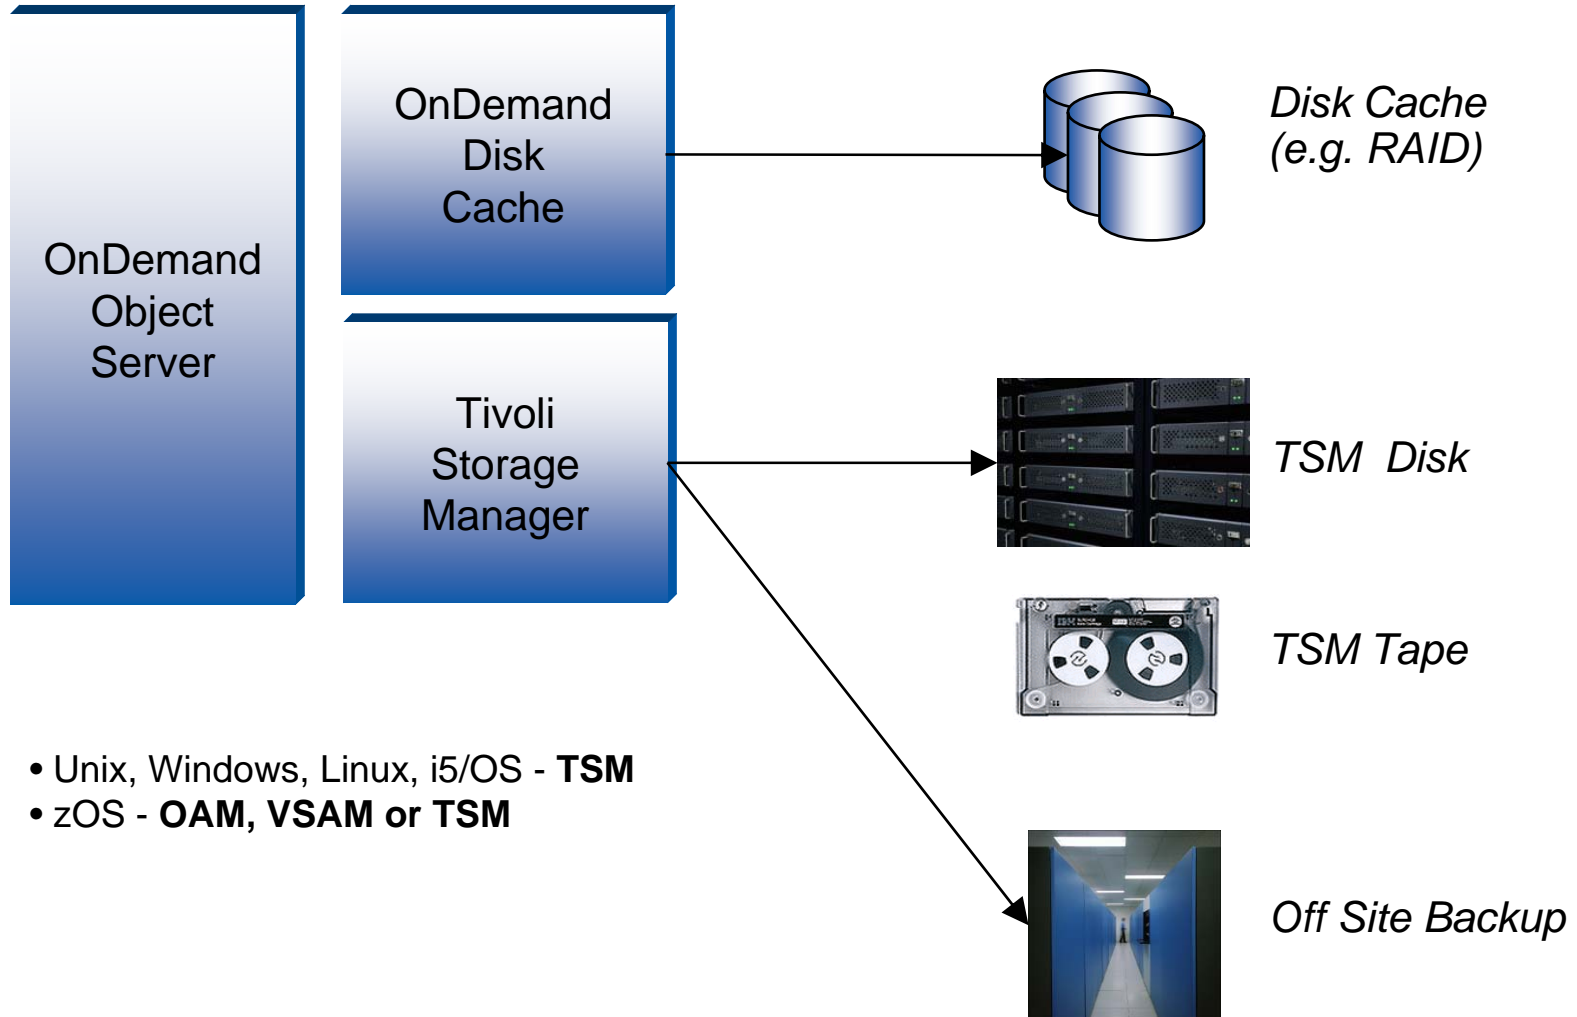 OnDemand
Object
Server
OnDemand
Disk
Cache
Tivoli
Storage
Manager
Disk Cache
(e.g. RAID)
TSM Disk
IBM
TSM Tape
Off Site Backup
• Unix, Windows, Linux, i5/OS - TSM
• zOS - OAM, VSAM or TSM